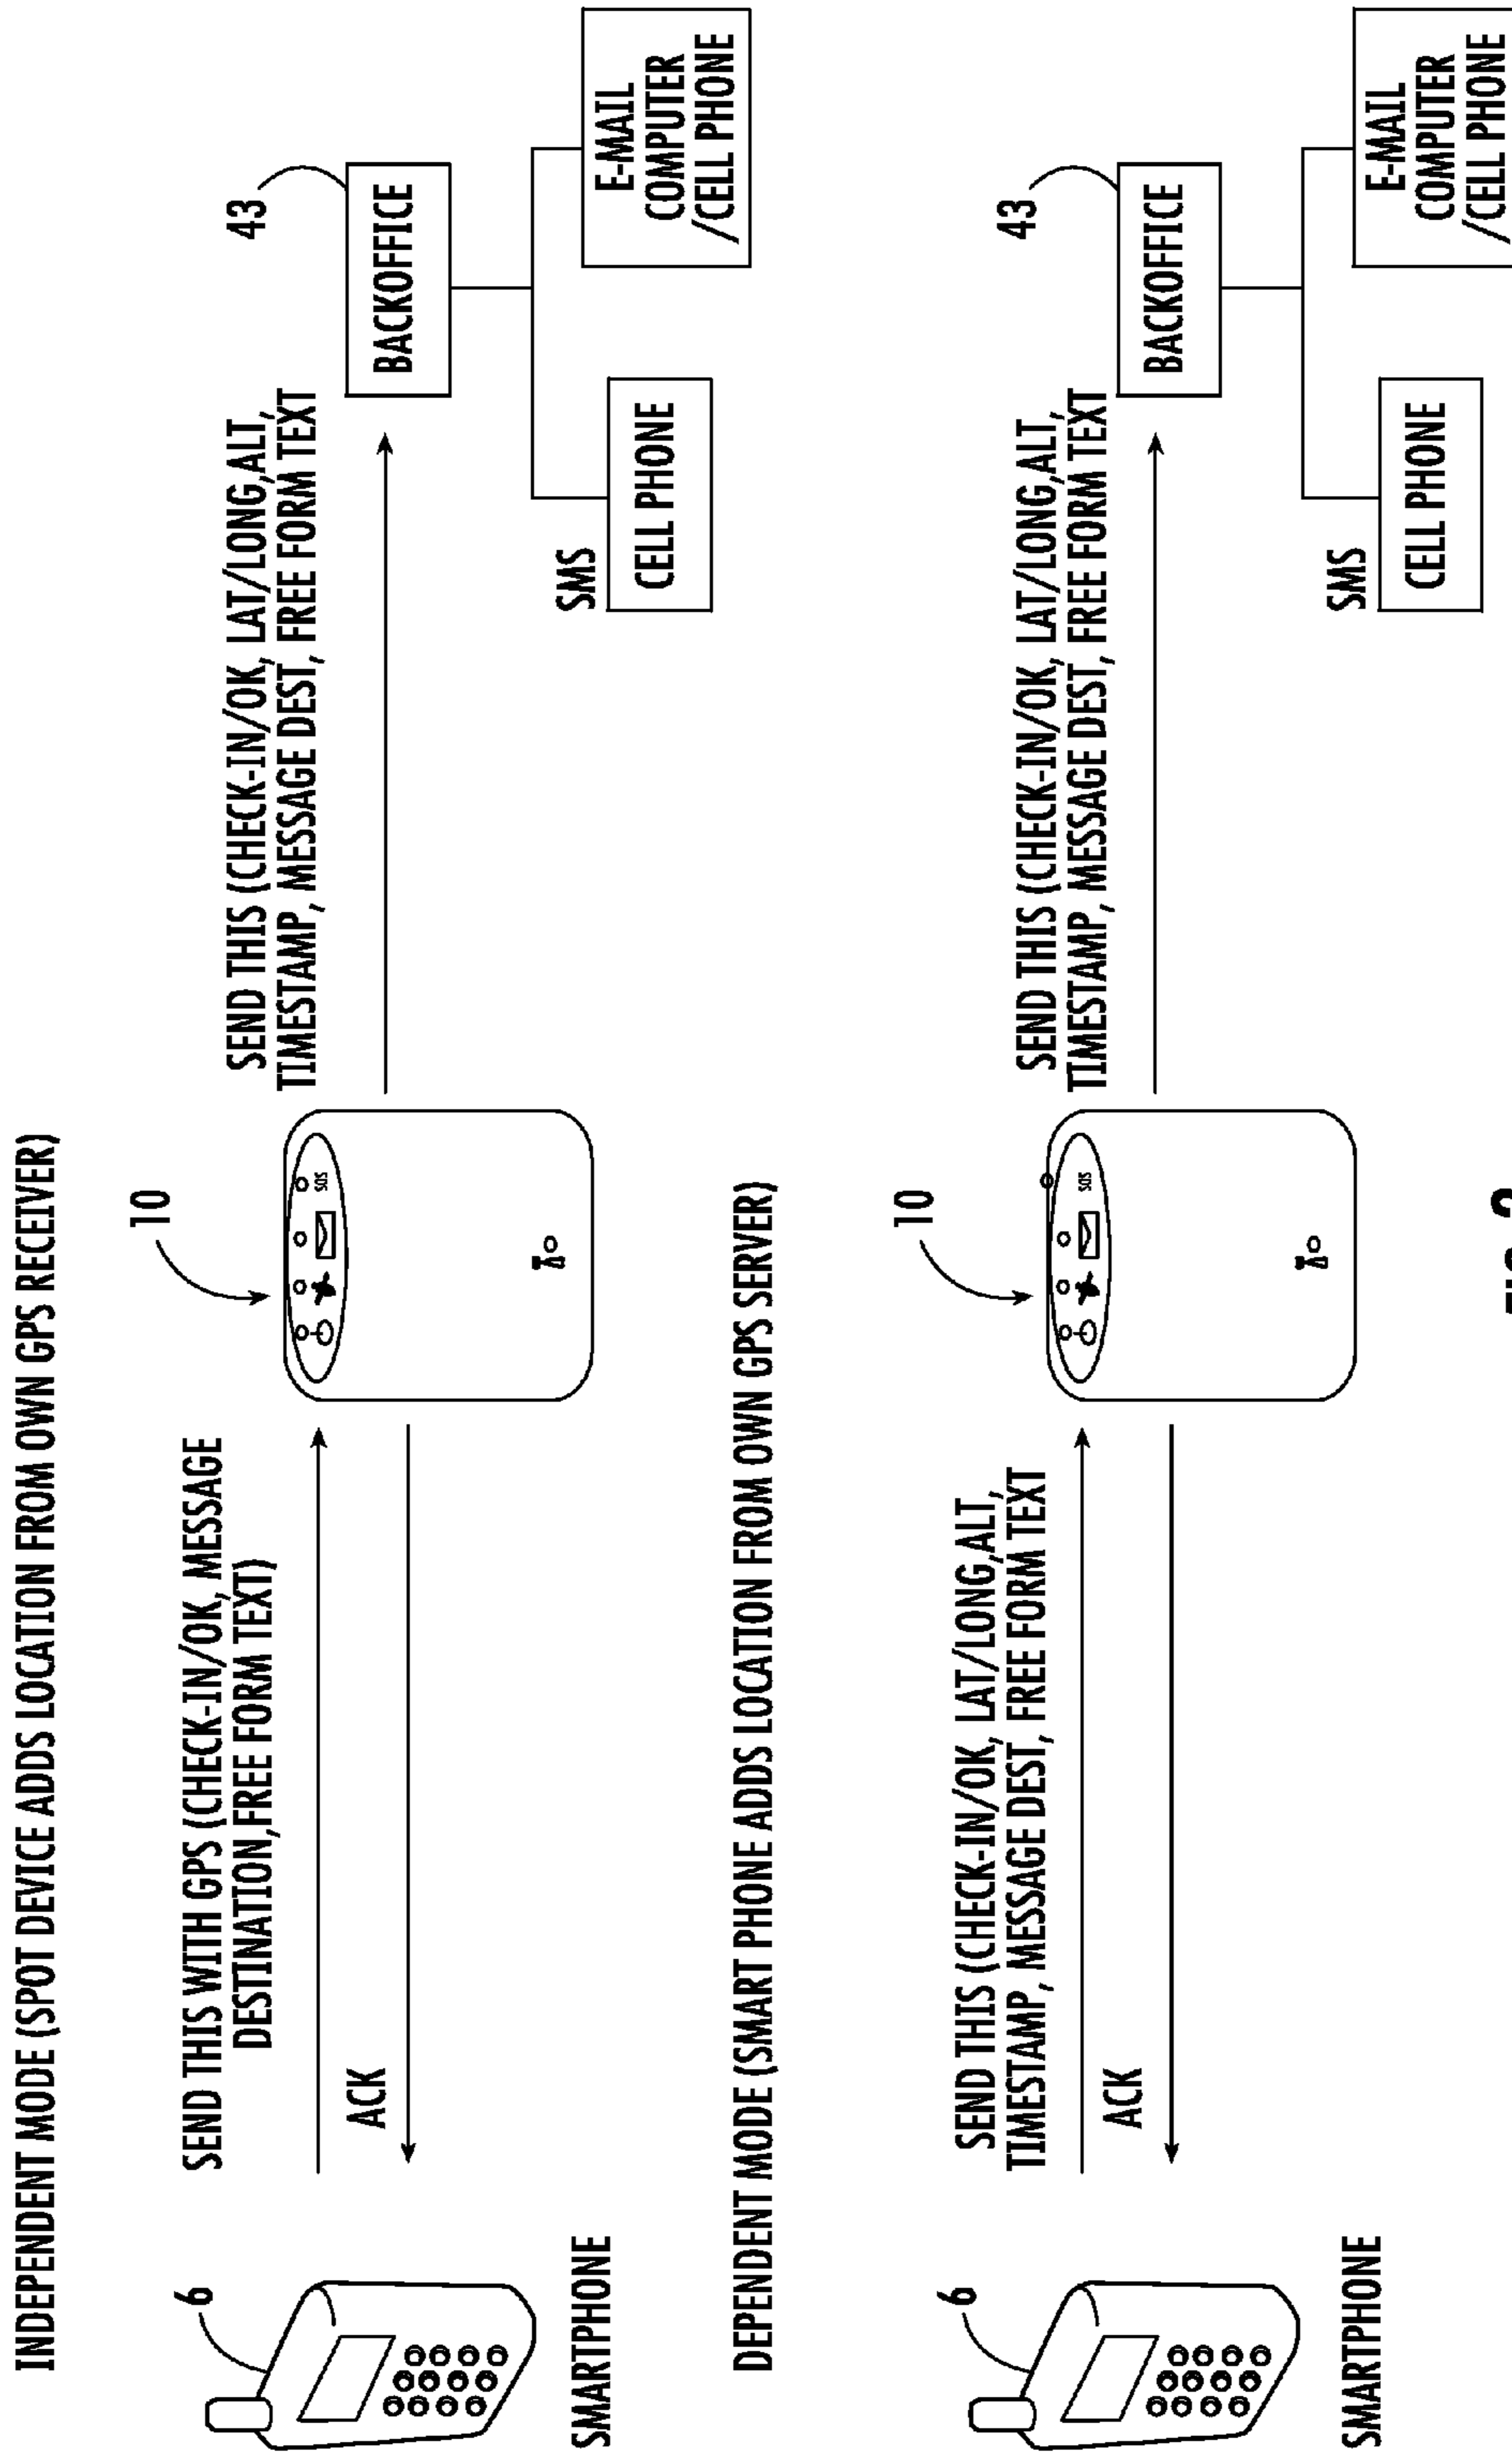 INDEPENDENT MODE (SPOT DEVICE ADDS LOCATION FROM OWN GPS RECEIVER)
6
SMARTPHONE
SEND THIS WITH GPS (CHECK-IN/OK, MESSAGE
DESTINATION,FREE FORM TEXT)
ACK
10
SOS
SEND THIS (CHECK-IN/OK, LAT/LONG,ALT,
TIMESTAMP, MESSAGE DEST, FREE FORM TEXT
43
BACKOFFICE
SMS
CELL PHONE
E-MAIL
COMPUTER
/CELL PHONE
DEPENDENT MODE (SMART PHONE ADDS LOCATION FROM OWN GPS SERVER)
6
SMARTPHONE
SEND THIS (CHECK-IN/OK, LAT/LONG,ALT,
TIMESTAMP, MESSAGE DEST, FREE FORM TEXT
ACK
10
SOS
SEND THIS (CHECK-IN/OK, LAT/LONG,ALT,
TIMESTAMP, MESSAGE DEST, FREE FORM TEXT
43
BACKOFFICE
SMS
CELL PHONE
E-MAIL
COMPUTER
/CELL PHONE